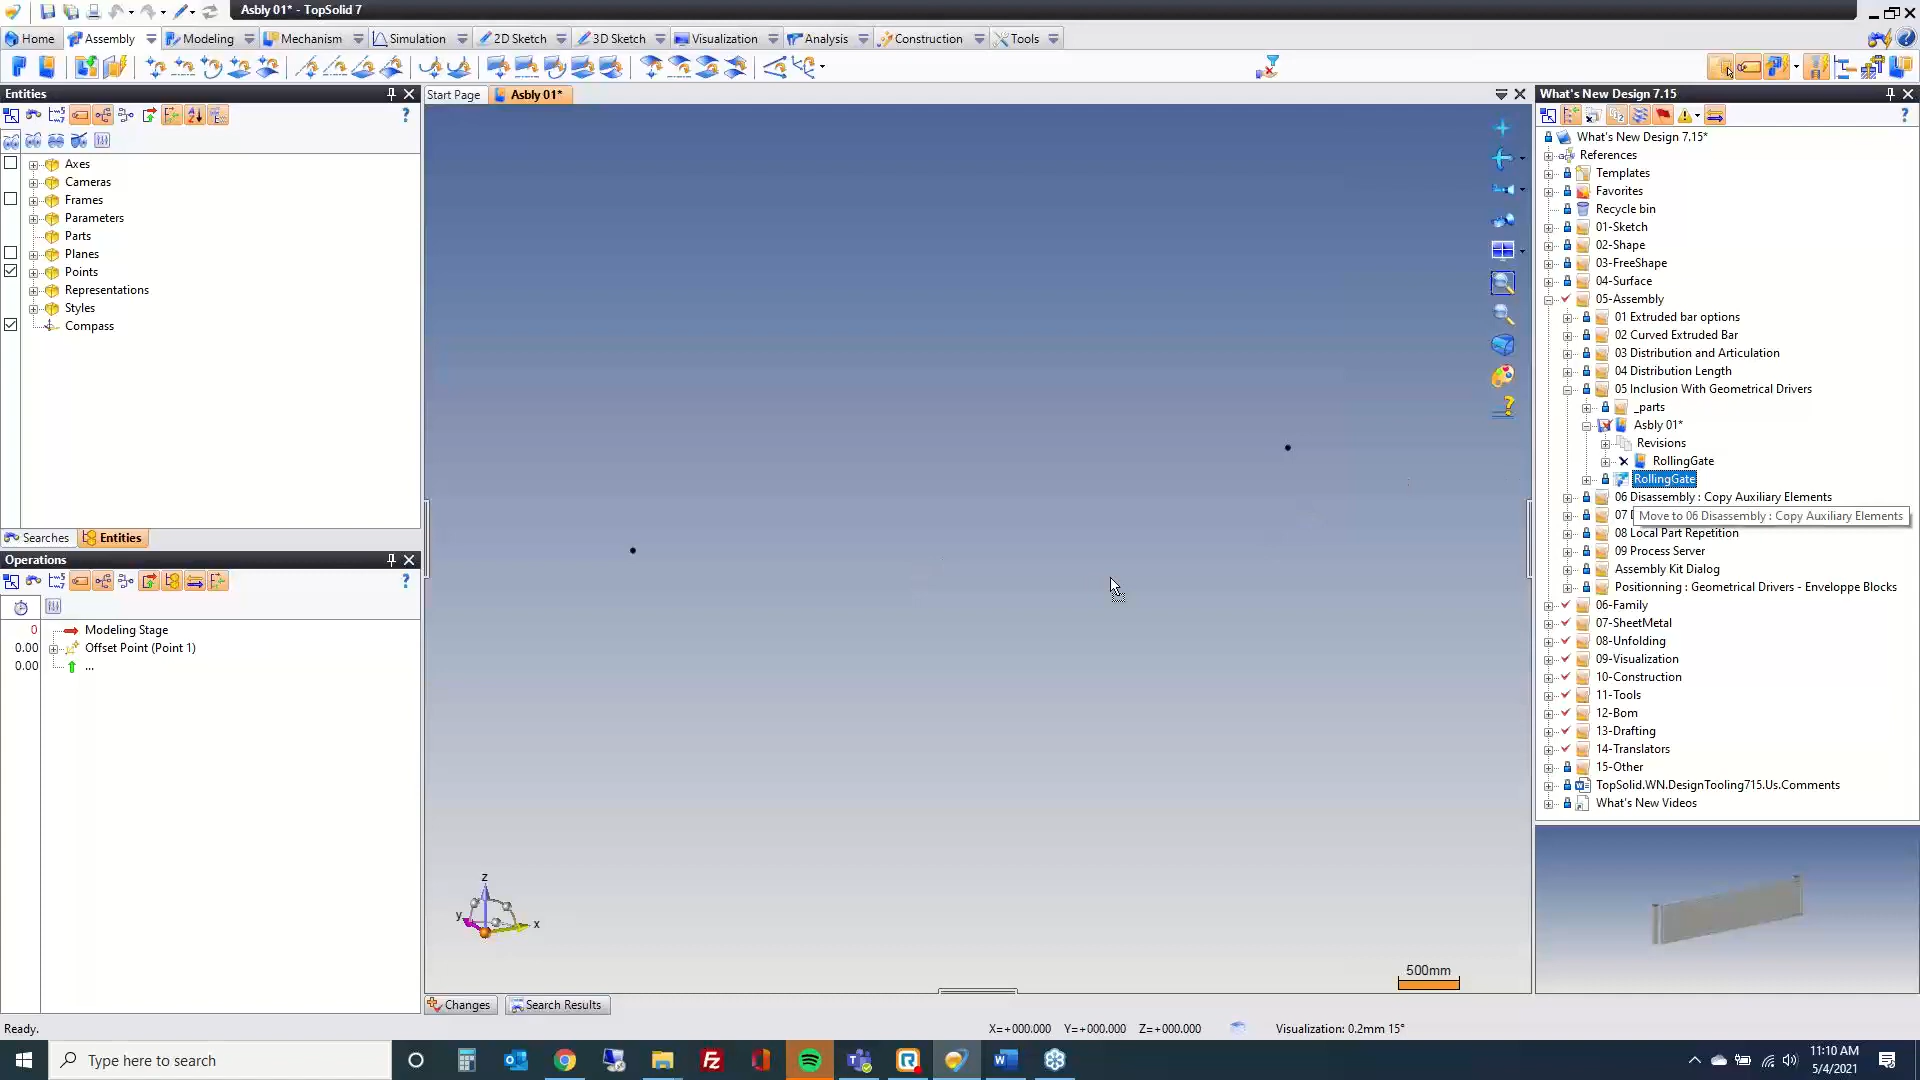 Asbly 01* - TopSolid 7
Home Assembly Modeling Mechanism Simulation 2D Sketch 3D Sketch Visualization Analysis Construction Tools
Entities
Start Page Asbly 01*
What's New Design 7.15
Axes
Cameras
Frames
Parameters
Parts
Planes
Points
Representations
Styles
Compass
Searches Entities
Operations
0 Modeling Stage
0.00 Offset Point (Point 1)
0.00 ...
z
y
x
500mm
What's New Design 7.15*
References
Templates
Favorites
Recycle bin
01-Sketch
02-Shape
03-FreeShape
04-Surface
05-Assembly
01 Extruded bar options
02 Curved Extruded Bar
03 Distribution and Articulation
04 Distribution Length
05 Inclusion With Geometrical Drivers
_parts
Asbly 01*
Revisions
RollingGate
RollingGate
06 Disassembly : Copy Auxiliary Elements
07
Move to 06 Disassembly : Copy Auxiliary Elements
08 Local Part Repetition
09 Process Server
Assembly Kit Dialog
Positionning : Geometrical Drivers - Enveloppe Blocks
06-Family
07-SheetMetal
08-Unfolding
09-Visualization
10-Construction
11-Tools
12-Bom
13-Drafting
14-Translators
15-Other
TopSolid.WN.DesignTooling715.Us.Comments
What's New Videos
Changes Search Results
Ready.
X=+000.000 Y=+000.000 Z=+000.000 Visualization: 0.2mm 15°
Type here to search
11:10 AM
5/4/2021